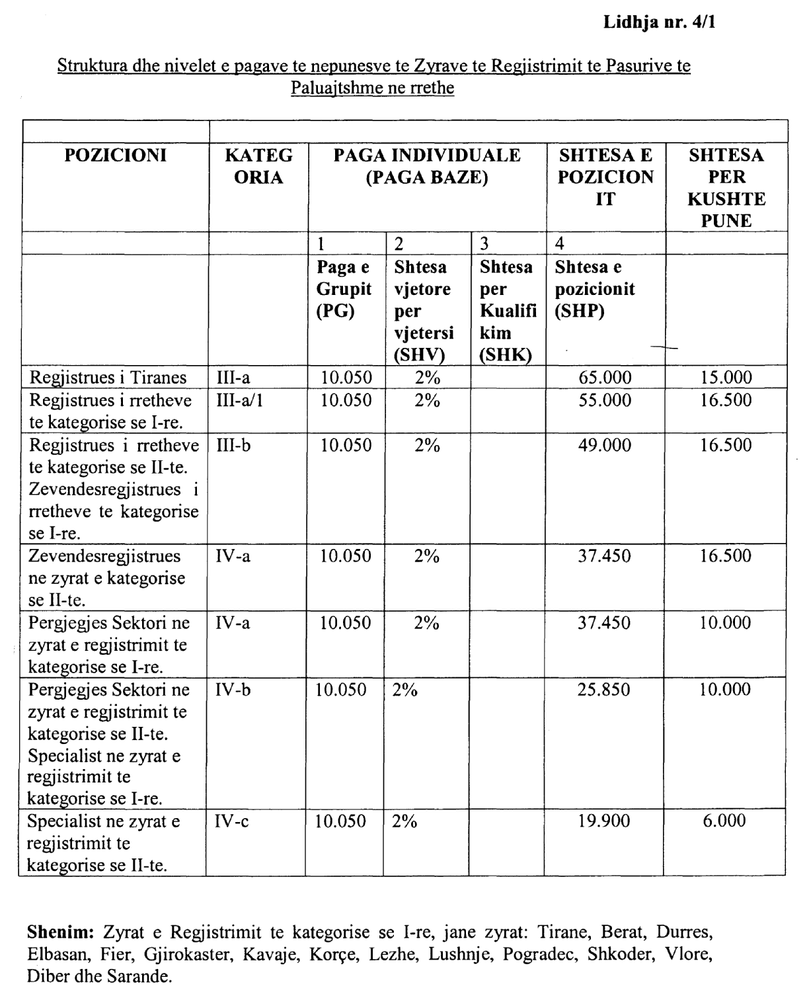 Lidhja nr. 4/1
Struktura dhe nivelet e pagave te nepunesve te Zyrave te Regjistrimit te Pasurive te
Paluajtshme ne rrethe
POZICIONI
KATEG
ORIA
PAGA INDIVIDUALE
(PAGA BAZE)
SHTESA E
POZICION
IT
SHTESA
PER
KUSHTE
PUNE
1 2 3 4
Paga e
Grupit
(PG)
Shtesa
vjetore
per
vjetersi
(SHV)
Shtesa
per
Kualifi
kim
(SHK)
Shtesa e
pozicionit
(SHP)
Regjistrues i Tiranes III-a 10.050 2% 65.000 15.000
Regjistrues i rretheve III-a/1 10.050 2% 55.000 16.500
te kategorise se I-re.
Regjistrues i rretheve III-b 10.050 2% 49.000 16.500
te kategorise se II-te.
Zevendesregjistrues i
rretheve te kategorise
se I-re.
Zevendesregjistrues IV-a 10.050 2% 37.450 16.500
ne zyrat e kategorise
se II-te.
Pergjegjes Sektori ne IV-a 10.050 2% 37.450 10.000
zyrat e regjistrimit te
kategorise se I-re.
Pergjegjes Sektori ne IV-b 10.050 2% 25.850 10.000
zyrat e regjistrimit te
kategorise se II-te.
Specialist ne zyrat e
regjistrimit te
kategorise se I-re.
Specialist ne zyrat e IV-c 10.050 2% 19.900 6.000
regjistrimit te
kategorise se II-te.
Shenim: Zyrat e Regjistrimit te kategorise se I-re, jane zyrat: Tirane, Berat, Durres,
Elbasan, Fier, Gjirokaster, Kavaje, Korçe, Lezhe, Lushnje, Pogradec, Shkoder, Vlore,
Diber dhe Sarande.